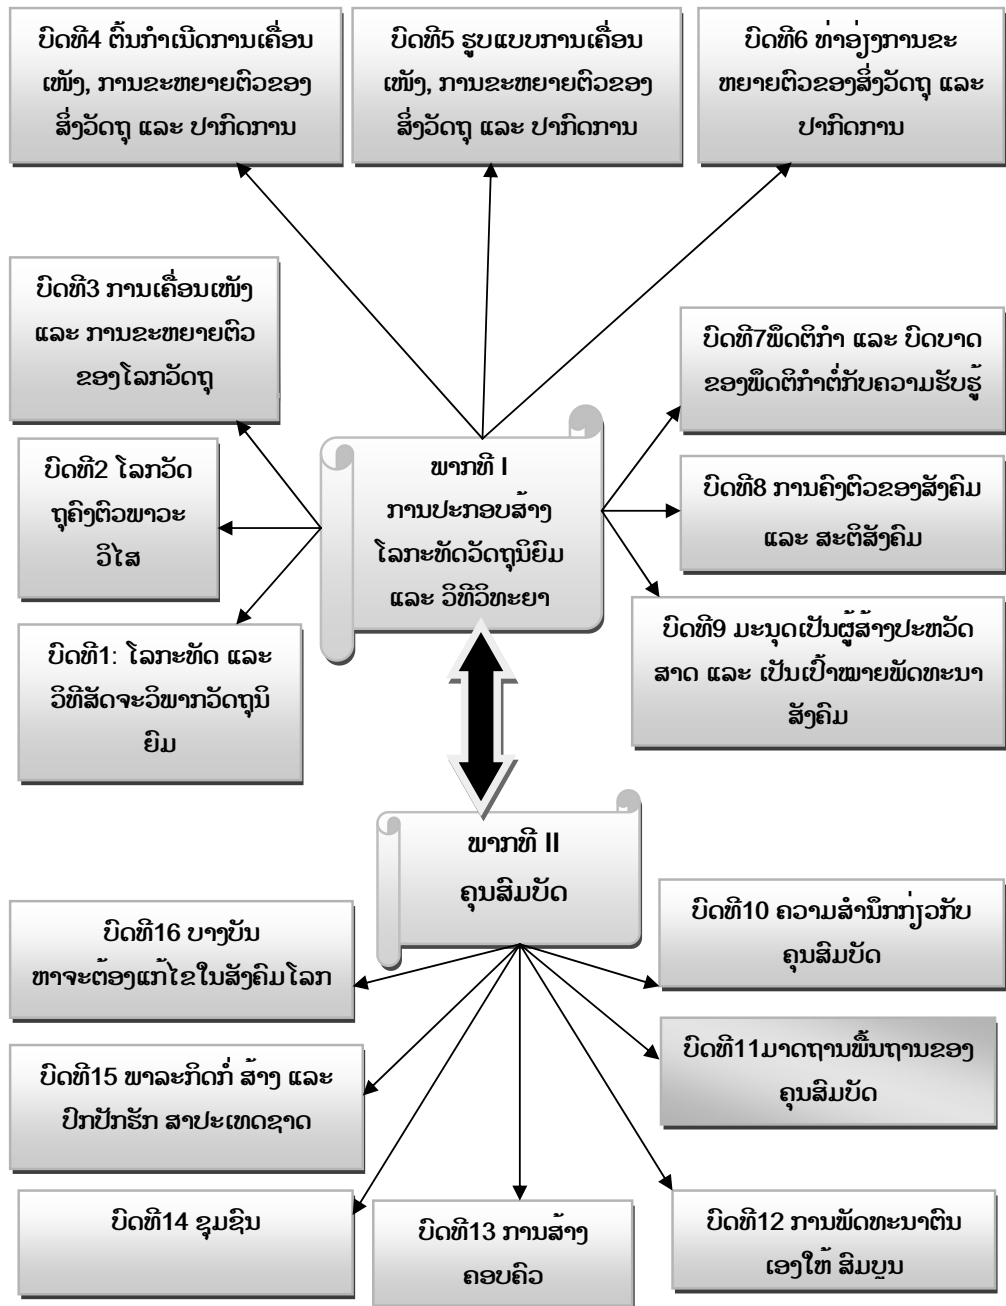 ບົດທີ4 ຕົ້ນກຳເນີດການເຄື່ອນ
ເໜັງ, ການຂະຫຍາຍຕົວຂອງ
ສິ່ງວັດຖຸ ແລະ ປາກົດການ
ບົດທີ5 ຮູບແບບການເຄື່ອນ
ເໜັງ, ການຂະຫຍາຍຕົວຂອງ
ສິ່ງວັດຖຸ ແລະ ປາກົດການ
ບົດທີ6 ທ່າອ່ຽງການຂະ
ຫຍາຍຕົວຂອງສິ່ງວັດຖຸ ແລະ
ປາກົດການ
ບົດທີ3 ການເຄື່ອນເໜັງ
ແລະ ການຂະຫຍາຍຕົວ
ຂອງໂລກວັດຖຸ
ບົດທີ7ພຶດຕິກຳ ແລະ ບົດບາດ
ຂອງພຶດຕິກຳຕໍ່ກັບຄວາມຮັບຮູ້
ບົດທີ2 ໂລກວັດ
ຖຸຄົງຕົວພາວະ
ວິໄສ
ພາກທີ I
ການປະກອບສ້າງ
ໂລກະທັດວັດຖຸນິຍົມ
ແລະ ວິທີວິທະຍາ
ບົດທີ8 ການຄົງຕົວຂອງສັງຄົມ
ແລະ ສະຕິສັງຄົມ
ບົດທີ1: ໂລກະທັດ ແລະ
ວິທີສັດຈະວິພາກວັດຖຸນິ
ຍົມ
ບົດທີ9 ມະນຸດເປັນຜູ້ສ້າງປະຫວັດ
ສາດ ແລະ ເປັນເປົ້າໝາຍພັດທະນາ
ສັງຄົມ
ພາກທີ II
ຄຸນສົມບັດ
ບົດທີ16 ບາງບັນ
ຫາຈະຕ້ອງແກ້ໄຂໃນສັງຄົມໂລກ
ບົດທີ10 ຄວາມສຳນຶກກ່ຽວກັບ
ຄຸນສົມບັດ
ບົດທີ11ມາດຖານພື້ນຖານຂອງ
ຄຸນສົມບັດ
ບົດທີ15 ພາລະກິດກໍ່ ສ້າງ ແລະ
ປົກປັກຮັກ ສາປະເທດຊາດ
ບົດທີ14 ຊຸມຊົນ
ບົດທີ13 ການສ້າງ
ຄອບຄົວ
ບົດທີ12 ການພັດທະນາຕົນ
ເອງໃຫ້ ສົມບູນ